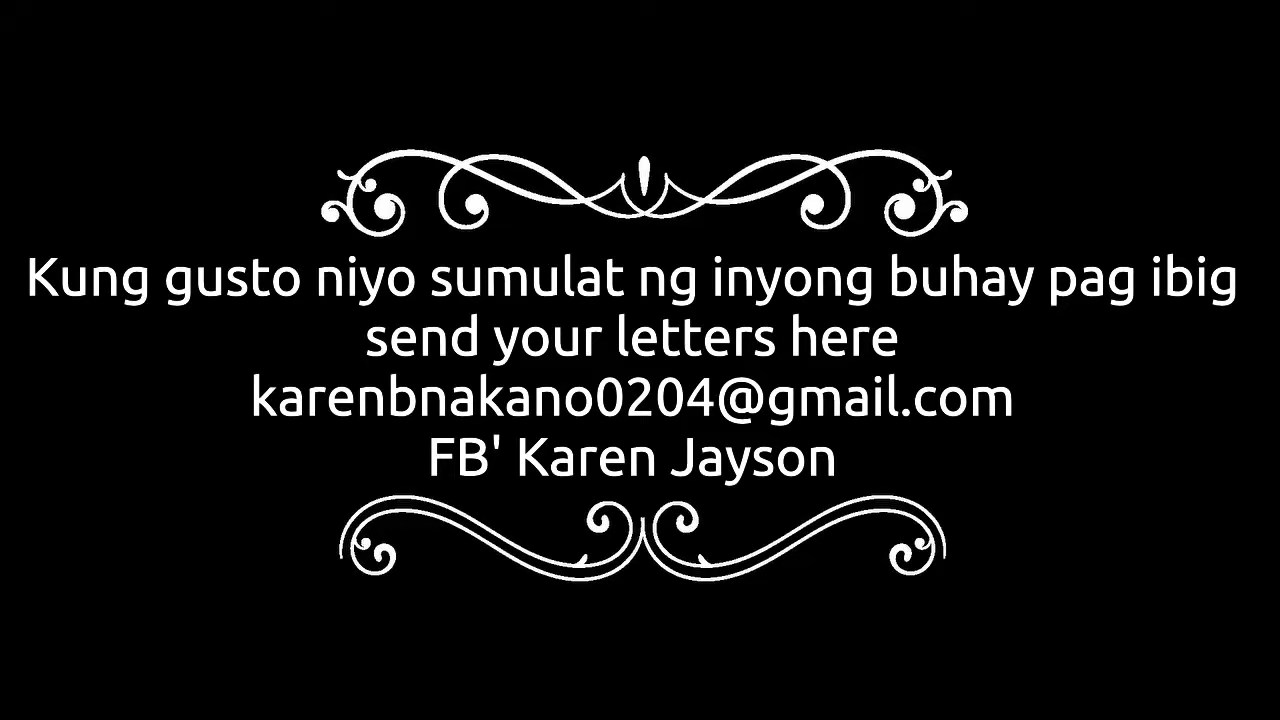 Kung gusto niyo sumulat ng inyong buhay pag ibig
send your letters here
karenbnakano0204@gmail.com
FB' Karen Jayson